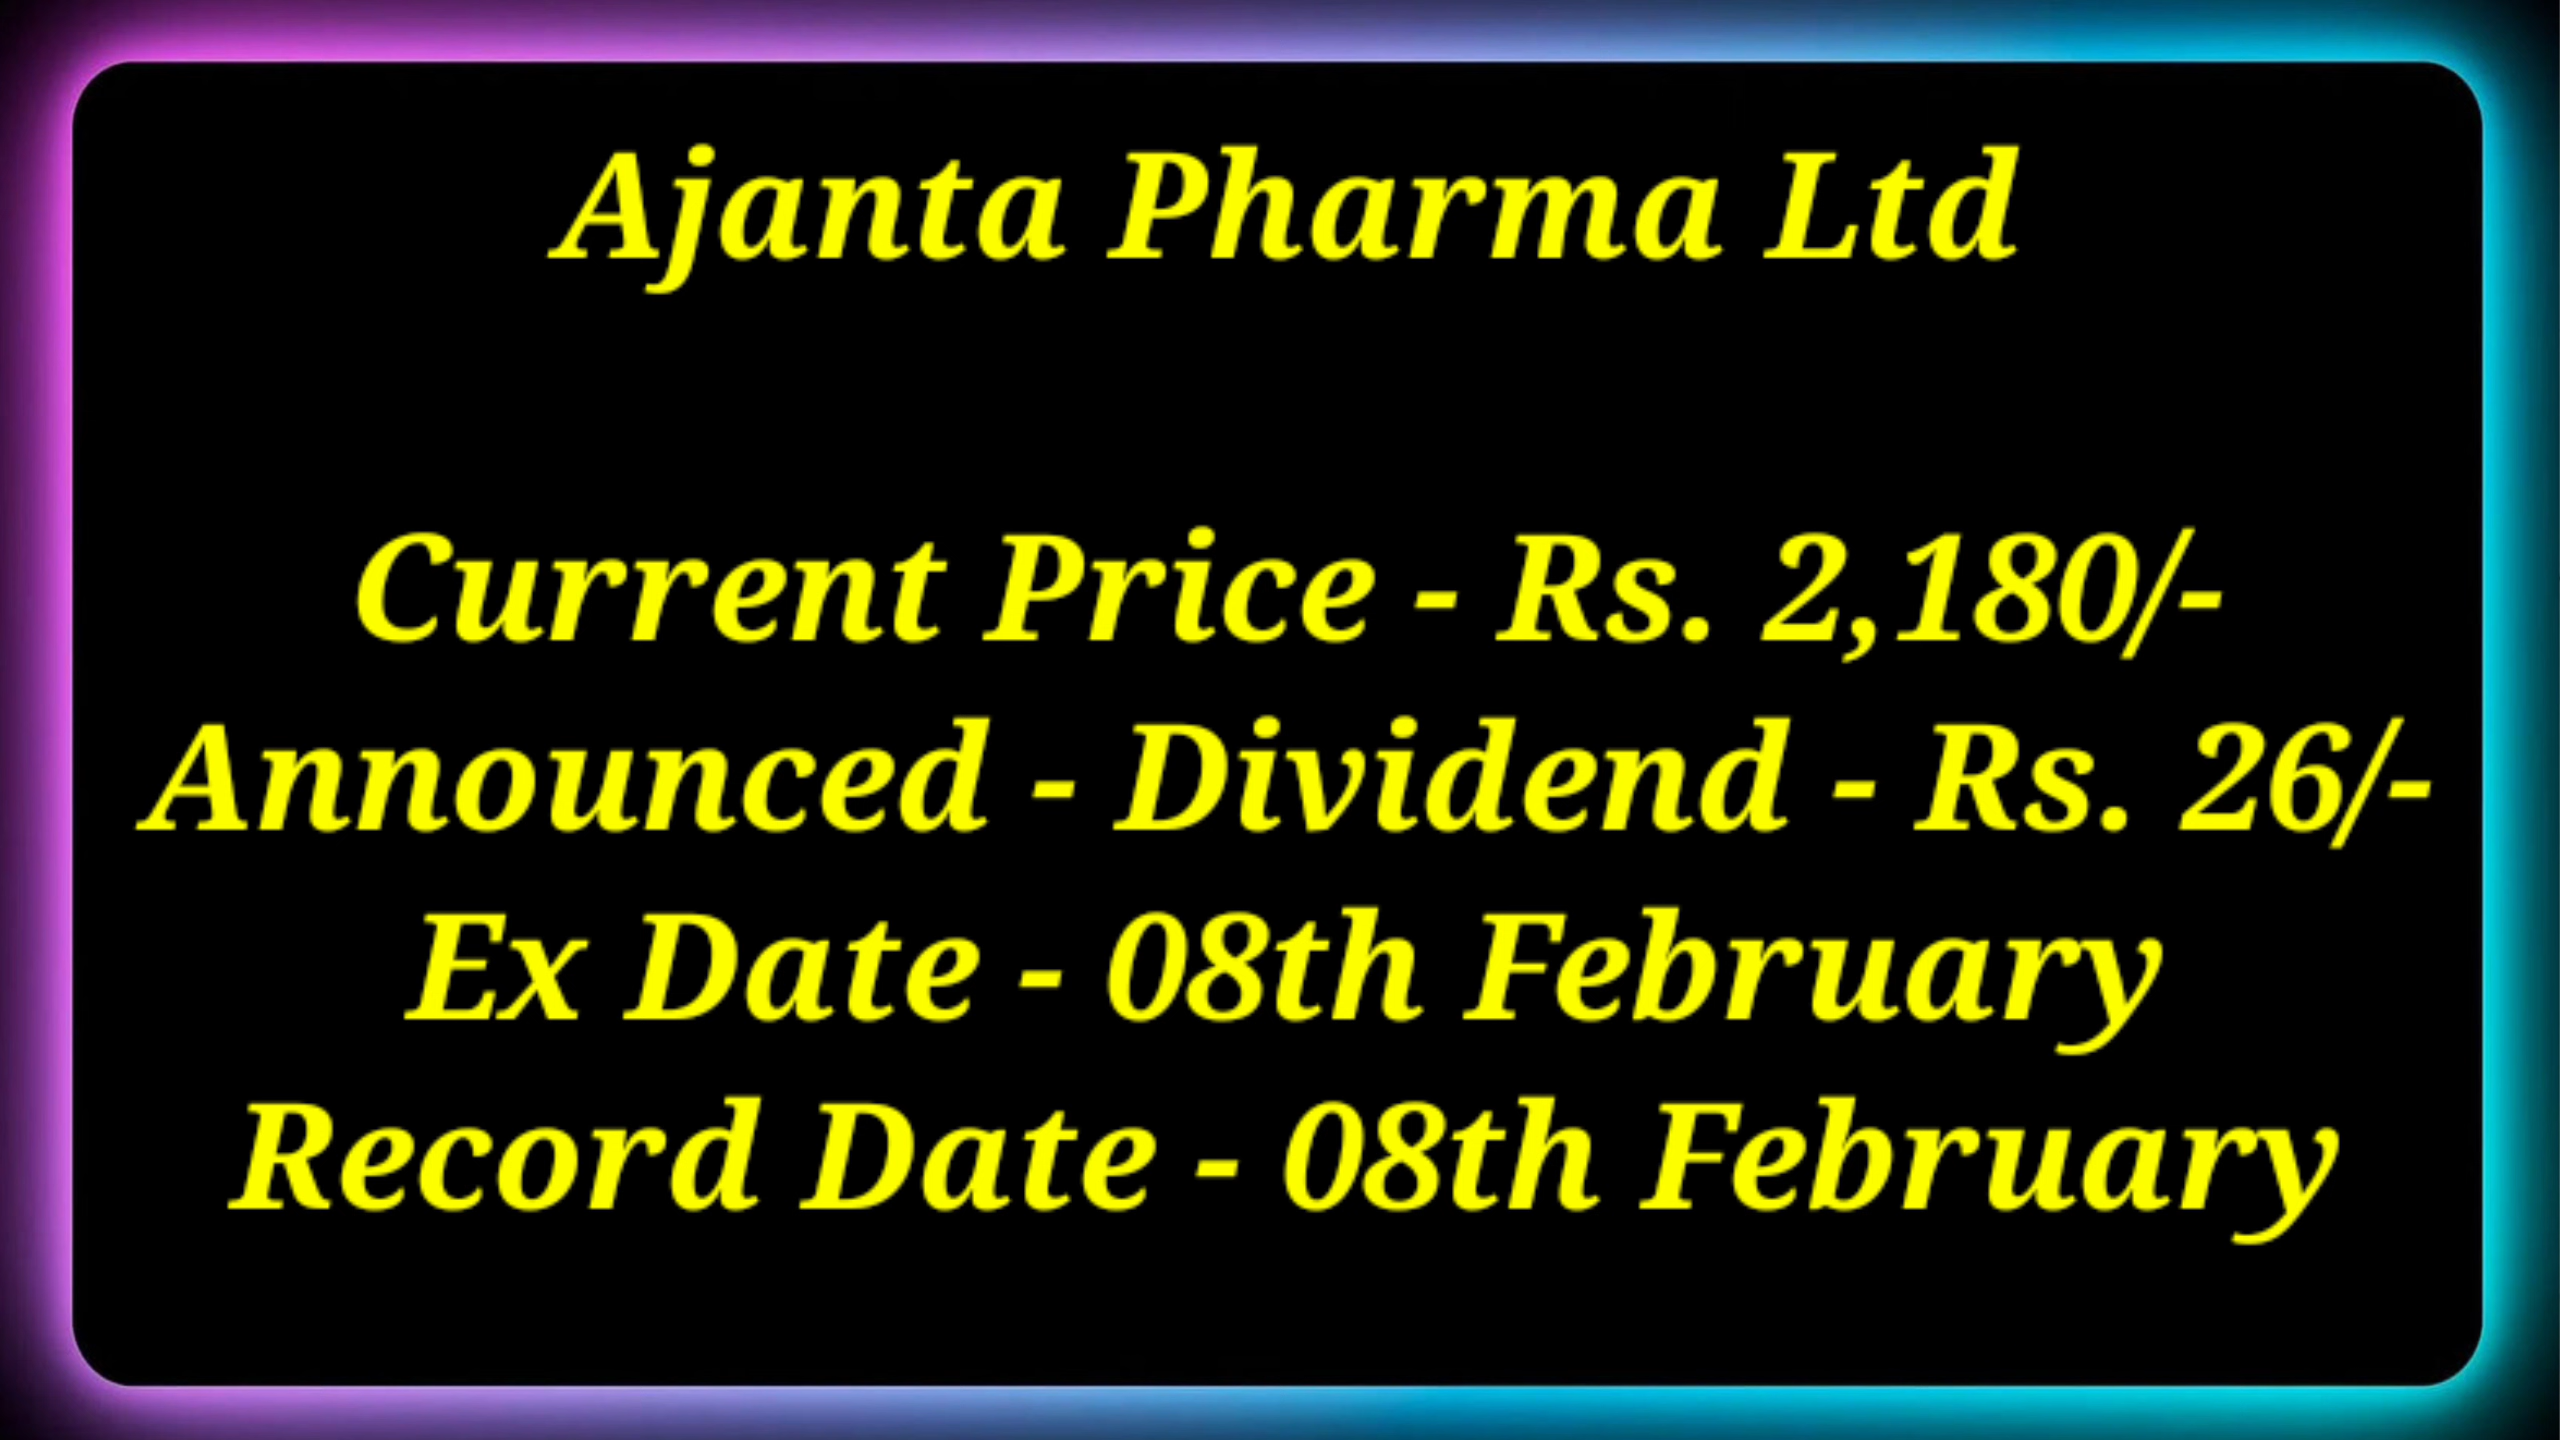 Ajanta Pharma Ltd
Current Price - Rs. 2,180/-
Announced - Dividend - Rs. 26/-
Ex Date - 08th February
Record Date - 08th February